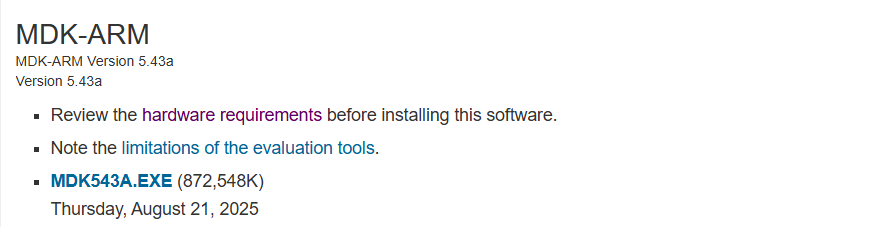 MDK-ARM
MDK-ARM Version 5.43a
Version 5.43a
Review the hardware requirements before installing this software.
Note the limitations of the evaluation tools.
MDK543A.EXE (872,548K)
Thursday, August 21, 2025